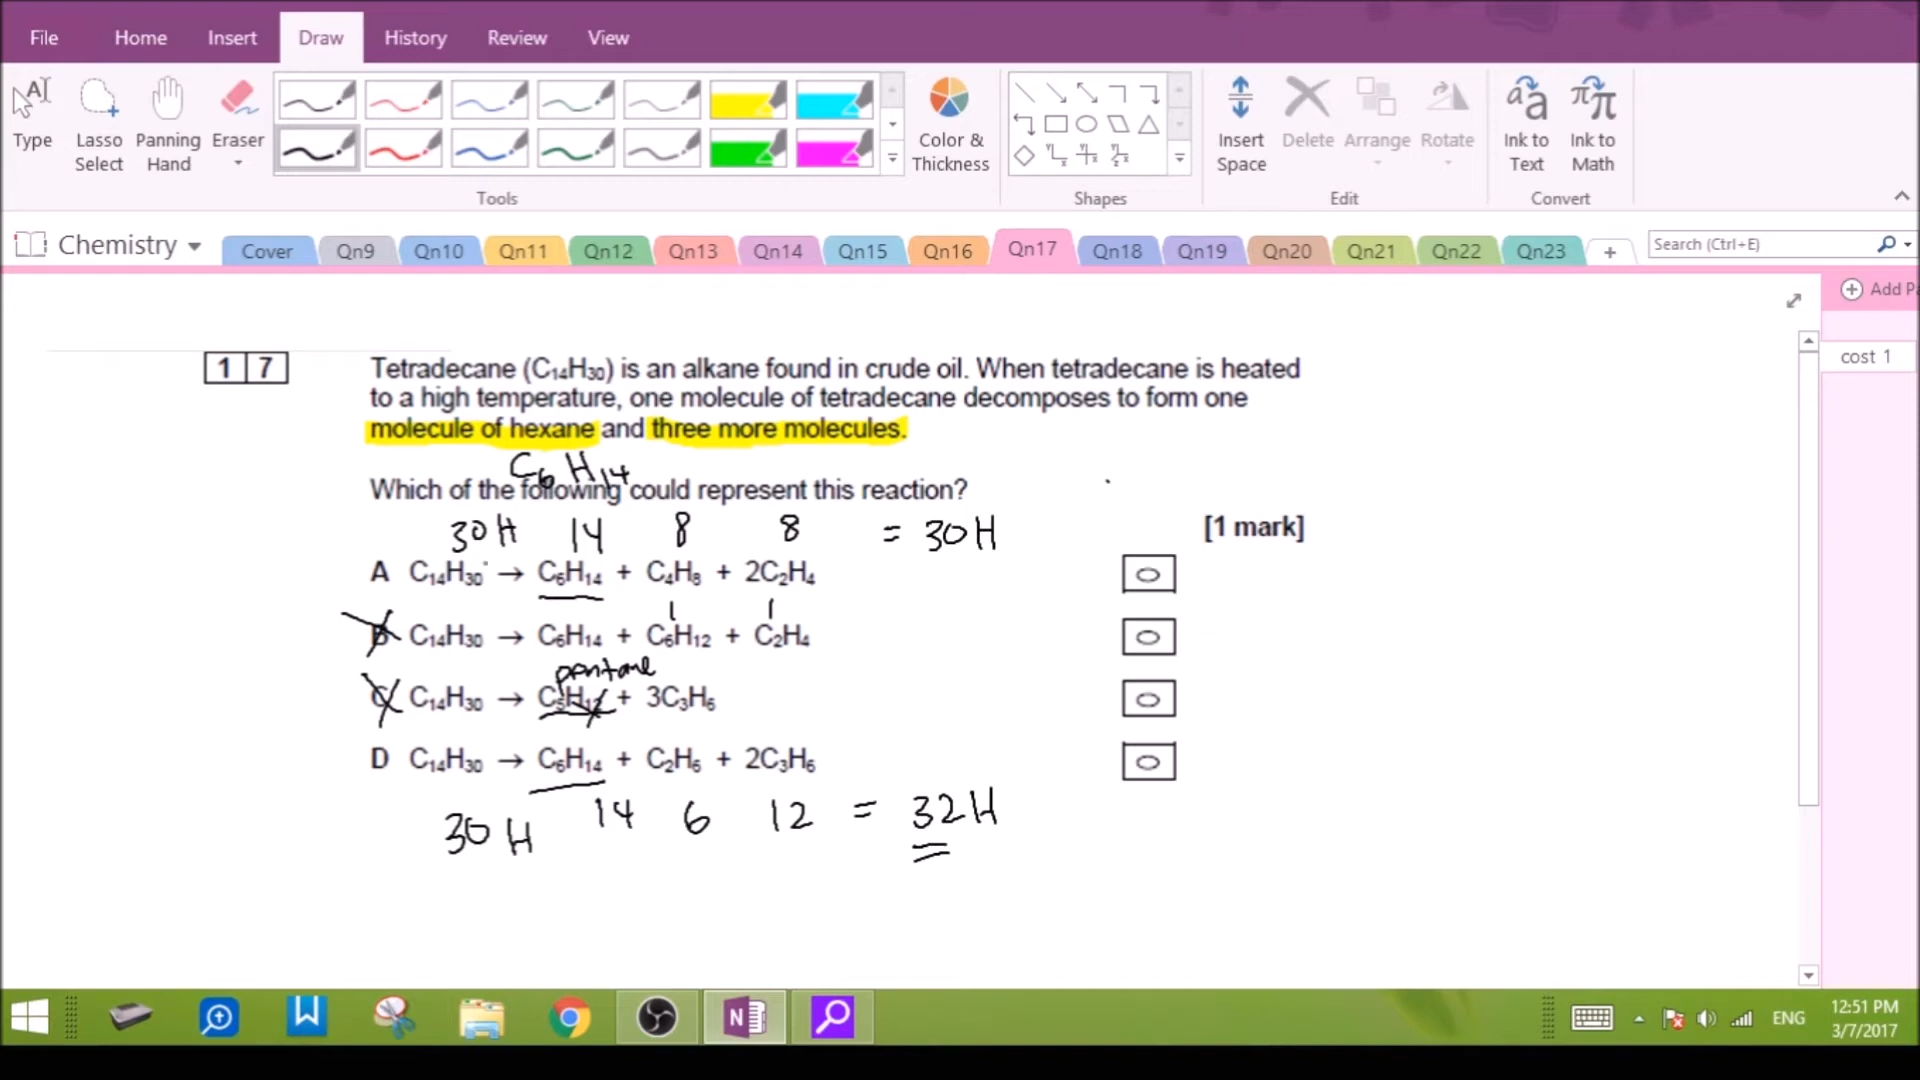 File Home Insert Draw History Review View
Type Lasso Select Panning Hand Eraser Color & Thickness Insert Space Delete Arrange Rotate Ink to Text Ink to Math
Tools Shapes Edit Convert
Chemistry Cover Qn9 Qn10 Qn11 Qn12 Qn13 Qn14 Qn15 Qn16 Qn17 Qn18 Qn19 Qn20 Qn21 Qn22 Qn23 + Search (Ctrl+E)
Add P
cost 1
1 7 Tetradecane (C₁₄H₃₀) is an alkane found in crude oil. When tetradecane is heated
to a high temperature, one molecule of tetradecane decomposes to form one
molecule of hexane and three more molecules.
C₆H₁₄
Which of the following could represent this reaction?
30H 14 8 8 = 30H
[1 mark]
A C₁₄H₃₀ → C₆H₁₄ + C₄H₈ + 2C₂H₄
1 1
B C₁₄H₃₀ → C₆H₁₄ + C₆H₁₂ + C₂H₄
pentane
C C₁₄H₃₀ → C₅H₁₂ + 3C₃H₆
D C₁₄H₃₀ → C₆H₁₄ + C₂H₆ + 2C₃H₆
30H 14 6 12 = 32H
ENG
12:51 PM
3/7/2017